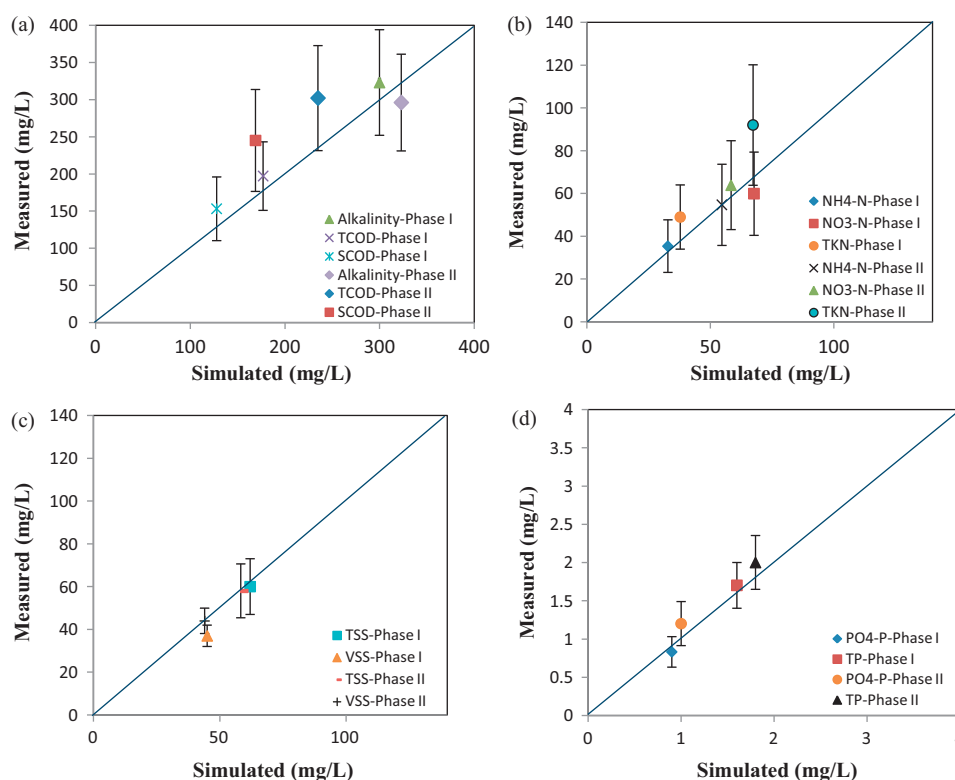 (a)
400
350
300
250
200
150
100
50
0
Measured (mg/L)
0 100 200 300 400
Simulated (mg/L)
Alkalinity-Phase I
TCOD-Phase I
SCOD-Phase I
Alkalinity-Phase II
TCOD-Phase II
SCOD-Phase II
(b)
140
120
100
80
60
40
20
0
Measured (mg/L)
0 50 100
Simulated (mg/L)
NH4-N-Phase I
NO3-N-Phase I
TKN-Phase I
NH4-N-Phase II
NO3-N-Phase II
TKN-Phase II
(c)
140
120
100
80
60
40
20
0
Measured (mg/L)
0 50 100
Simulated (mg/L)
TSS-Phase I
VSS-Phase I
TSS-Phase II
VSS-Phase II
(d)
4
3.5
3
2.5
2
1.5
1
0.5
0
Measured (mg/L)
0 1 2 3
Simulated (mg/L)
PO4-P-Phase I
TP-Phase I
PO4-P-Phase II
TP-Phase II